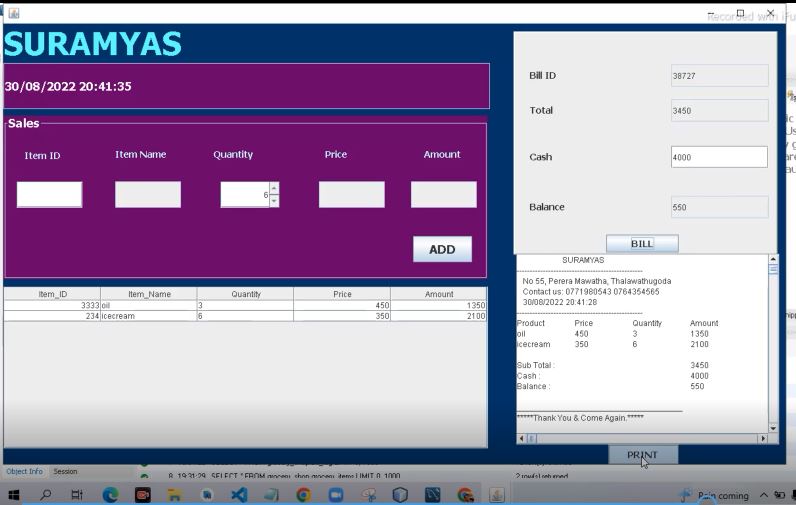 Recorded with iFu
SURAMYAS
30/08/2022 20:41:35
Sales
Item ID Item Name Quantity Price Amount
6
ADD
Item_ID Item_Name Quantity Price Amount
3333 oil 3 450 1350
234 icecream 6 350 2100
Bill ID 38727
Total 3450
Cash 4000
Balance 550
BILL
SURAMYAS
No 55, Perera Mawatha, Thalawathugoda
Contact us: 0771980543 0764354565
30/08/2022 20:41:28
Product Price Quantity Amount
oil 450 3 1350
icecream 350 6 2100
Sub Total : 3450
Cash : 4000
Balance : 550
*****Thank You & Come Again.*****
PRINT
Object Info Session
8 19:31:29 SELECT * FROM grocery_shop.grocery_items LIMIT 0, 1000
2 row(s) returned
Rain coming